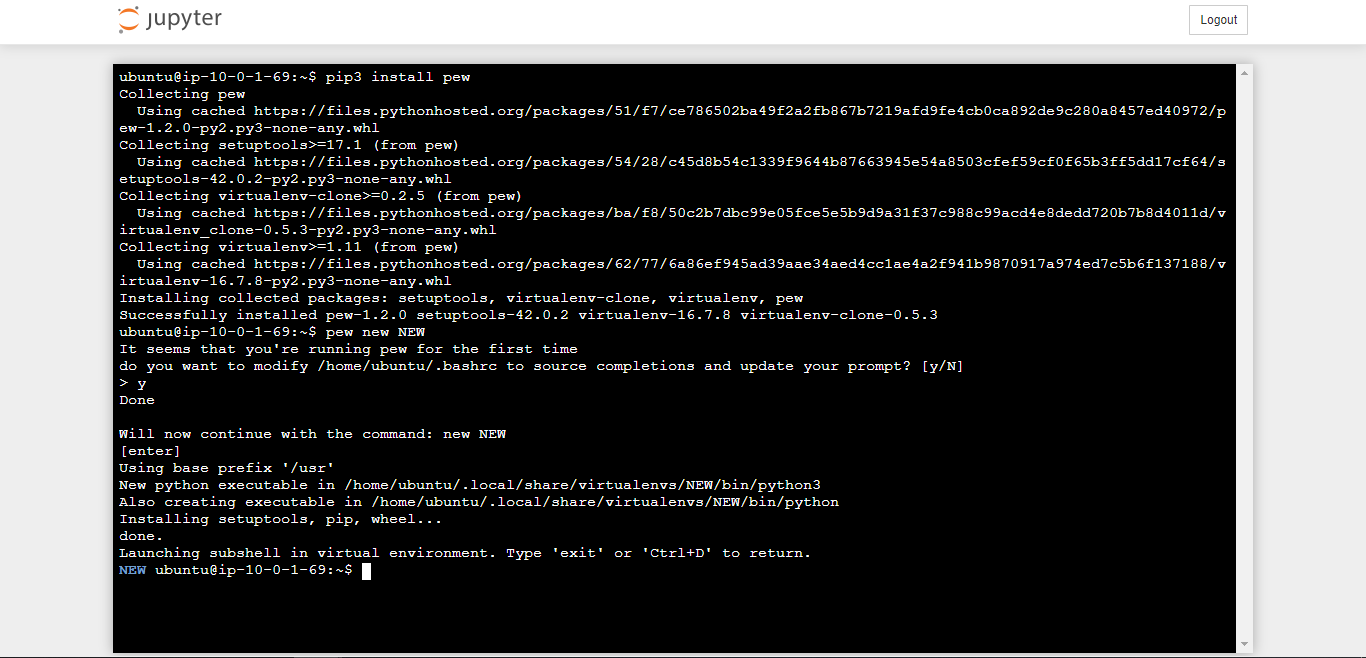 jupyter
Logout
ubuntu@ip-10-0-1-69:~$ pip3 install pew
Collecting pew
  Using cached https://files.pythonhosted.org/packages/51/f7/ce786502ba49f2a2fb867b7219afd9fe4cb0ca892de9c280a8457ed40972/p
ew-1.2.0-py2.py3-none-any.whl
Collecting setuptools>=17.1 (from pew)
  Using cached https://files.pythonhosted.org/packages/54/28/c45d8b54c1339f9644b87663945e54a8503cfef59cf0f65b3ff5dd17cf64/s
etuptools-42.0.2-py2.py3-none-any.whl
Collecting virtualenv-clone>=0.2.5 (from pew)
  Using cached https://files.pythonhosted.org/packages/ba/f8/50c2b7dbc99e05fce5e5b9d9a31f37c988c99acd4e8dedd720b7b8d4011d/v
irtualenv_clone-0.5.3-py2.py3-none-any.whl
Collecting virtualenv>=1.11 (from pew)
  Using cached https://files.pythonhosted.org/packages/62/77/6a86ef945ad39aae34aed4cc1ae4a2f941b9870917a974ed7c5b6f137188/v
irtualenv-16.7.8-py2.py3-none-any.whl
Installing collected packages: setuptools, virtualenv-clone, virtualenv, pew
Successfully installed pew-1.2.0 setuptools-42.0.2 virtualenv-16.7.8 virtualenv-clone-0.5.3
ubuntu@ip-10-0-1-69:~$ pew new NEW
It seems that you're running pew for the first time
do you want to modify /home/ubuntu/.bashrc to source completions and update your prompt? [y/N]
> y
Done
Will now continue with the command: new NEW
[enter]
Using base prefix '/usr'
New python executable in /home/ubuntu/.local/share/virtualenvs/NEW/bin/python3
Also creating executable in /home/ubuntu/.local/share/virtualenvs/NEW/bin/python
Installing setuptools, pip, wheel...
done.
Launching subshell in virtual environment. Type 'exit' or 'Ctrl+D' to return.
NEW ubuntu@ip-10-0-1-69:~$